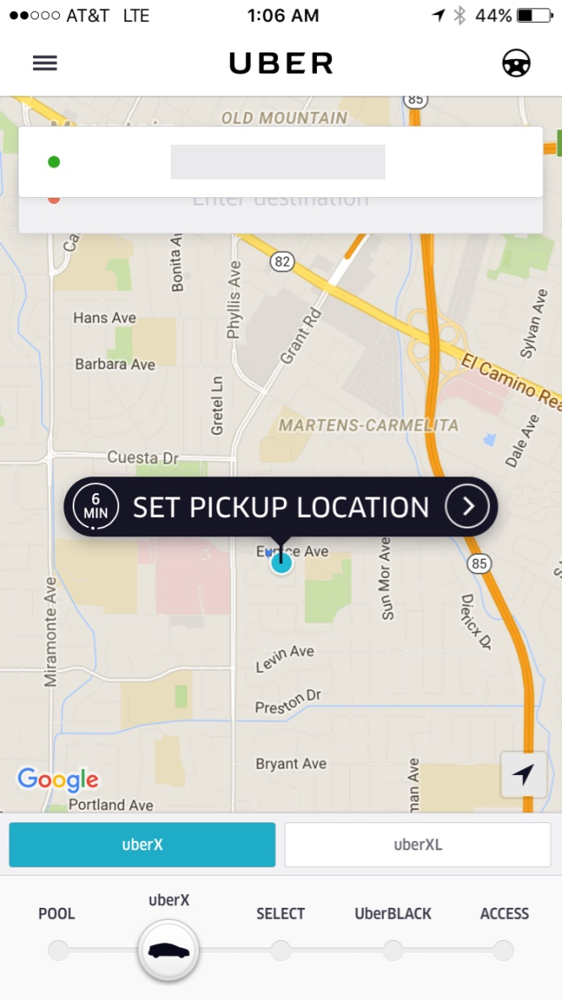 AT&T LTE 1:06 AM 44%
UBER
85
OLD MOUNTAIN
Enter destination
Bonita Av
82
Phyllis Ave
Hans Ave
Grant Rd
Sylvan Ave
Barbara Ave
El Camino Rea
Gretel Ln
MARTENS-CARMELITA
Dale Ave
Cuesta Dr
6 MIN
SET PICKUP LOCATION
Eunice Ave
85
Sun Mor Ave
Miramonte Ave
Diericx Dr
Levin Ave
Preston Dr
Bryant Ave
man Ave
Google
Portland Ave
uberX uberXL
POOL uberX SELECT UberBLACK ACCESS